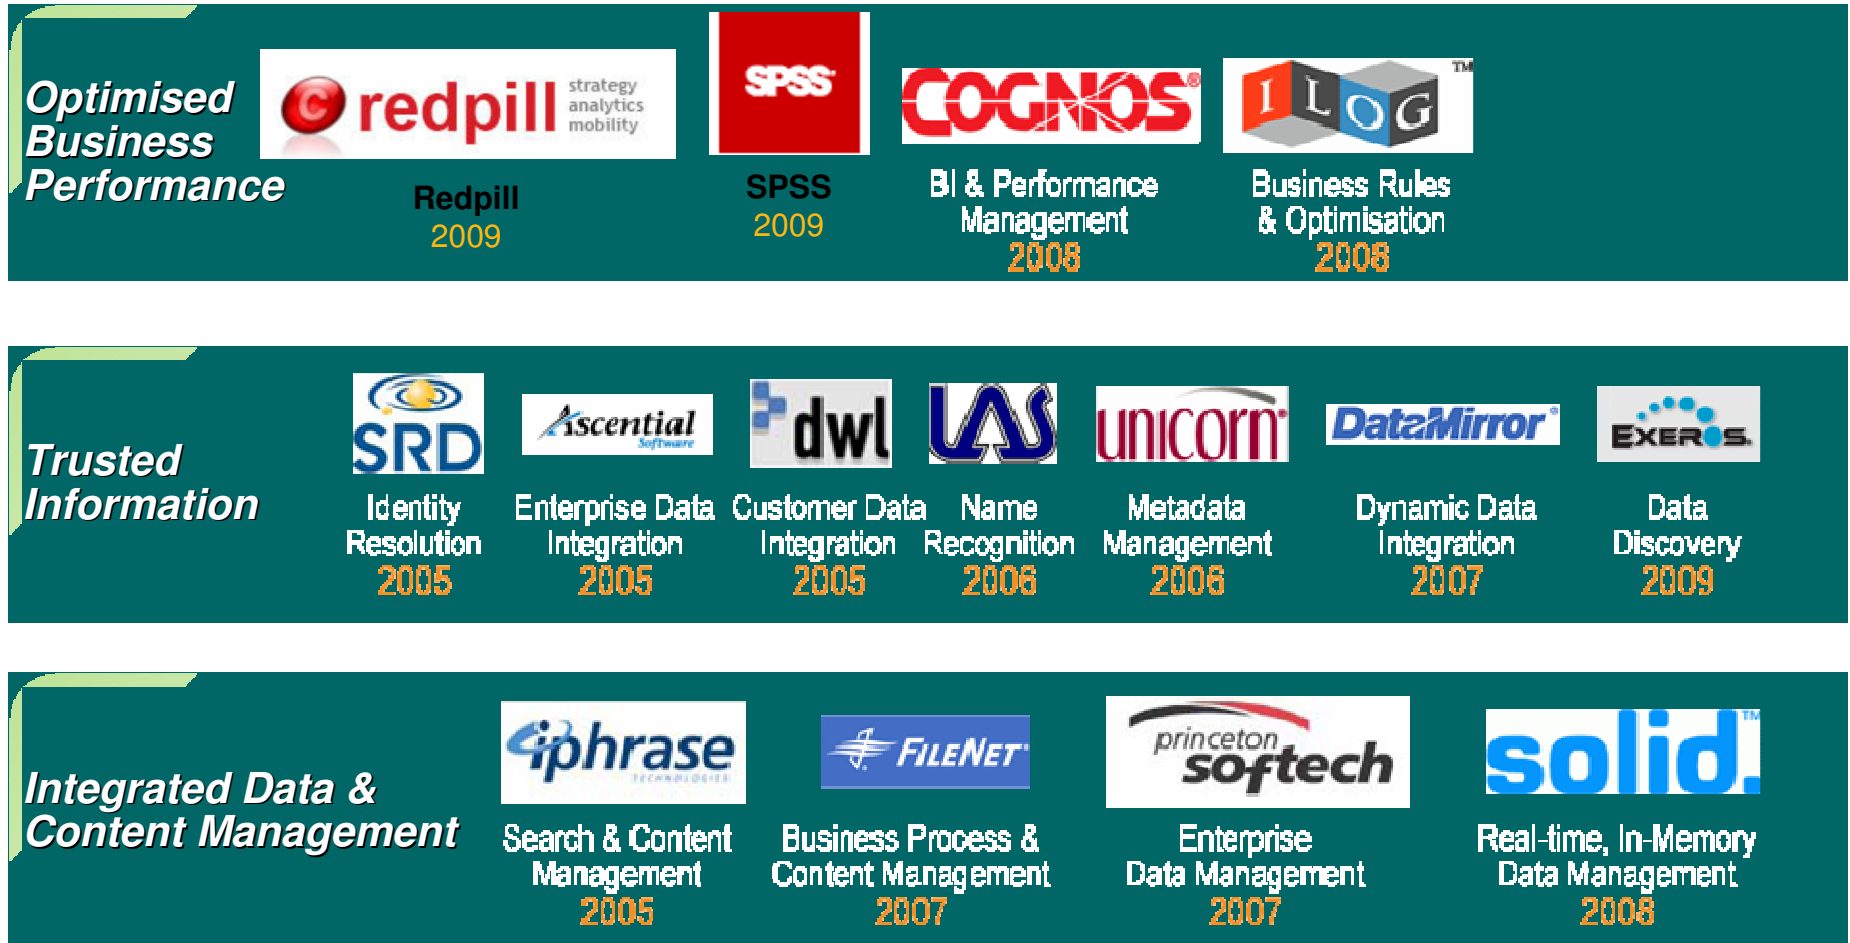 Optimised
Business
Performance
C redpill
strategy
analytics
mobility
Redpill
2009
SPSS
SPSS
2009
COGNOS®
BI & Performance
Management
2008
ILOG™
Business Rules
& Optimisation
2008
Trusted
Information
SRD
Identity
Resolution
2005
Ascential
Software
Enterprise Data
Integration
2005
dwl
Customer Data
Integration
2005
LAS
Name
Recognition
2006
unicorn
Metadata
Management
2006
DataMirror
Dynamic Data
Integration
2007
EXEROS
Data
Discovery
2009
Integrated Data &
Content Management
iphrase
TECHNOLOGIES
Search & Content
Management
2005
FILENET
Business Process &
Content Management
2007
princeton
softech
Enterprise
Data Management
2007
solid.™
Real-time, In-Memory
Data Management
2008